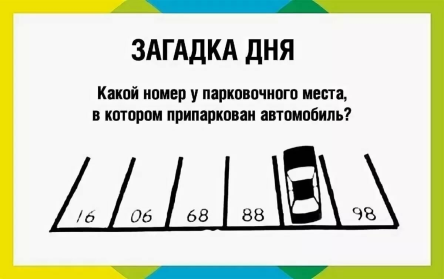 ЗАГАДКА ДНЯ
Какой номер у парковочного места,
в котором припаркован автомобиль?
16 06 68 88 98